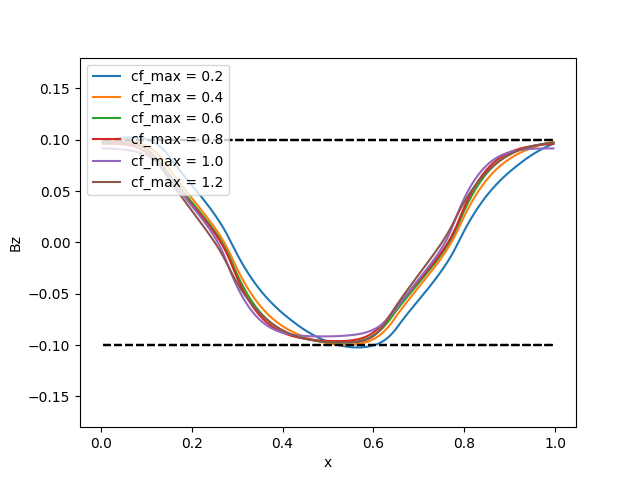 cf_max = 0.2
cf_max = 0.4
cf_max = 0.6
cf_max = 0.8
cf_max = 1.0
cf_max = 1.2
0.15
0.10
0.05
0.00
−0.05
−0.10
−0.15
Bz
0.0 0.2 0.4 0.6 0.8 1.0
x